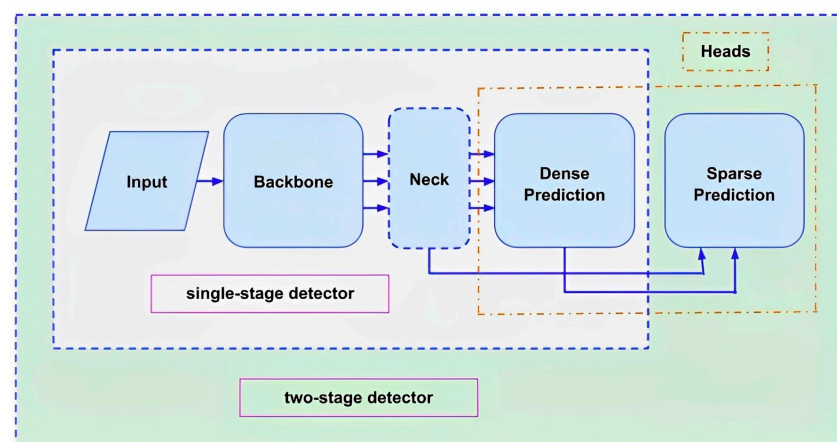 Heads
Input
Backbone
Neck
Dense
Prediction
Sparse
Prediction
single-stage detector
two-stage detector